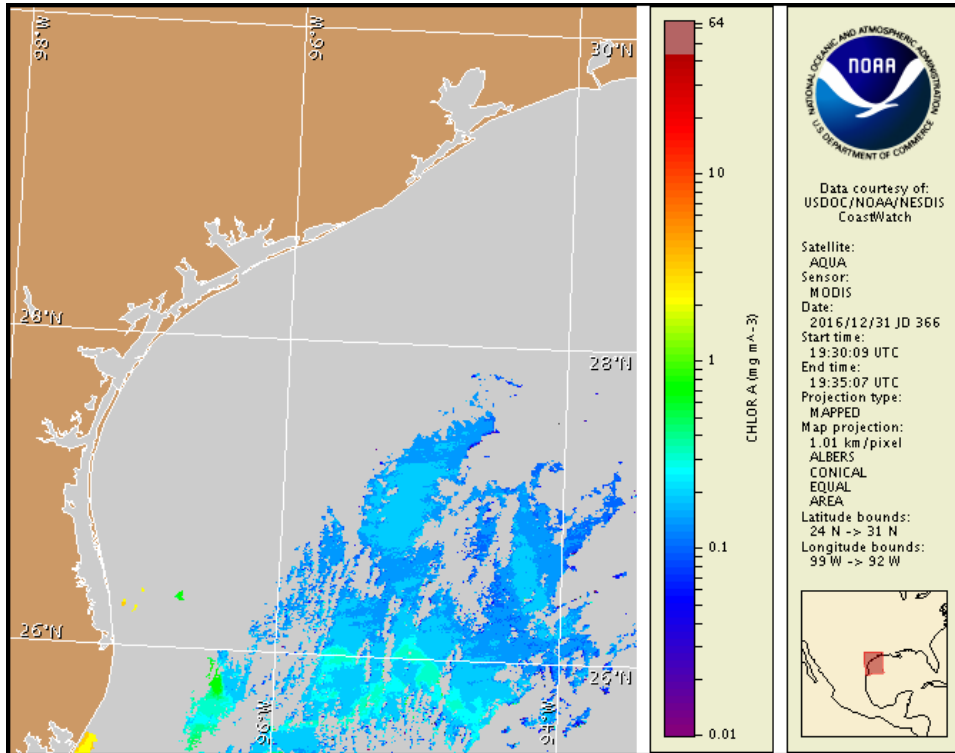 98°W
96°W
30°N
28°N
28°N
26°N
26°N
96°W
94°W
64
10
1
0.1
0.01
CHLOR A (mg m^-3)
NATIONAL OCEANIC AND ATMOSPHERIC ADMINISTRATION
NOAA
U.S. DEPARTMENT OF COMMERCE
Data courtesy of:
USDOC/NOAA/NESDIS
CoastWatch
Satellite:
AQUA
Sensor:
MODIS
Date:
2016/12/31 JD 366
Start time:
19:30:09 UTC
End time:
19:35:07 UTC
Projection type:
MAPPED
Map projection:
1.01 km/pixel
ALBERS
CONICAL
EQUAL
AREA
Latitude bounds:
24 N -> 31 N
Longitude bounds:
99 W -> 92 W